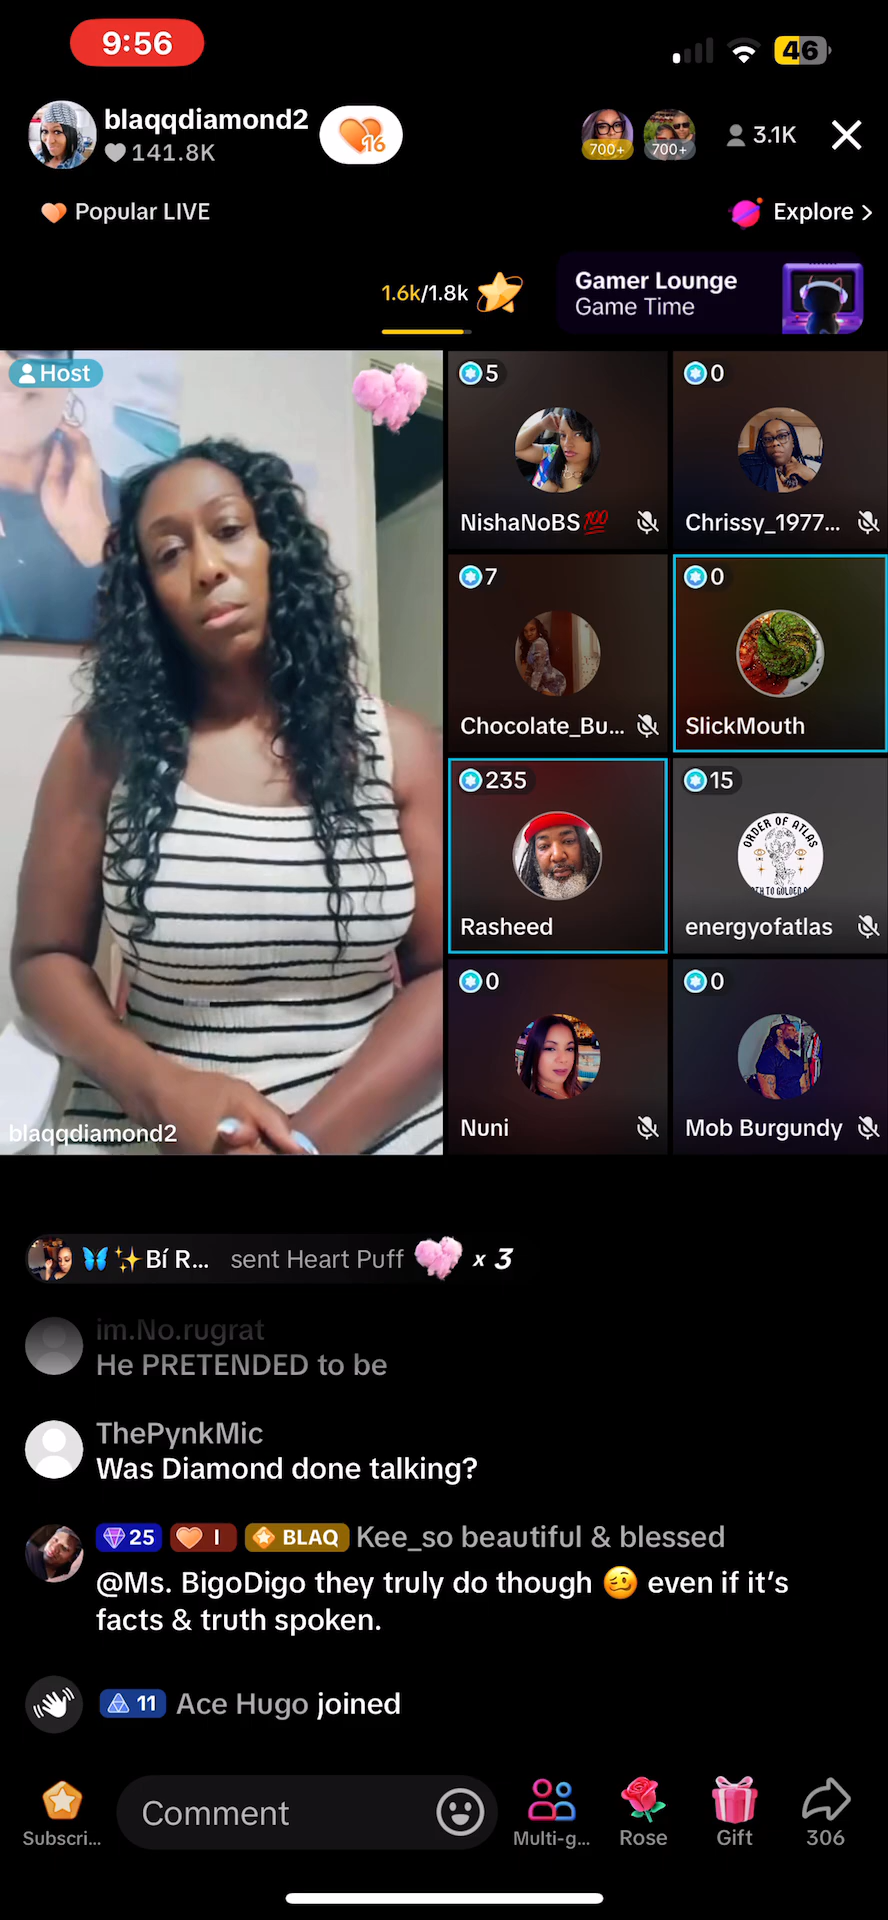 9:56
46
blaqqdiamond2
141.8K
16
700+
700+
3.1K
Popular LIVE
Explore >
1.6k/1.8k
Gamer Lounge
Game Time
Host
5
0
NishaNoBS💯
Chrissy_1977...
7
0
Chocolate_Bu...
SlickMouth
235
15
ORDER OF ATLAS
Rasheed
energyofatlas
0
0
Nuni
Mob Burgundy
blaqqdiamond2
🦋✨Bí R... sent Heart Puff x 3
im.No.rugrat
He PRETENDED to be
ThePynkMic
Was Diamond done talking?
25 I BLAQ Kee_so beautiful & blessed
@Ms. BigoDigo they truly do though 🥴 even if it's
facts & truth spoken.
11 Ace Hugo joined
Comment
Subscri...
Multi-g...
Rose
Gift
306